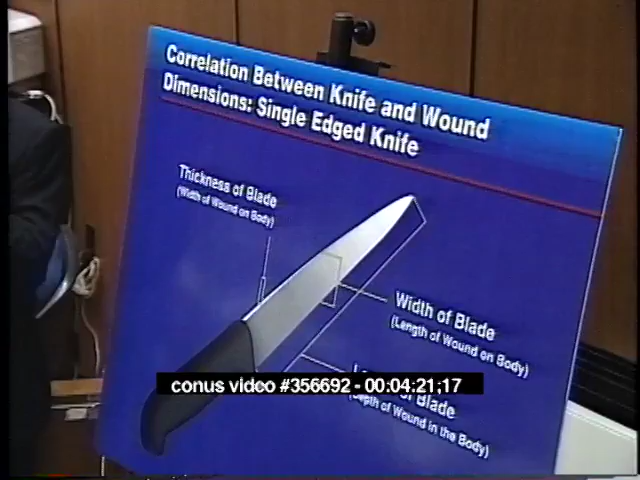 Correlation Between Knife and Wound
Dimensions: Single Edged Knife
Thickness of Blade
(Width of Wound on Body)
Width of Blade
(Length of Wound on Body)
of Blade
of Wound in the Body)
conus video #356692 - 00:04:21;17